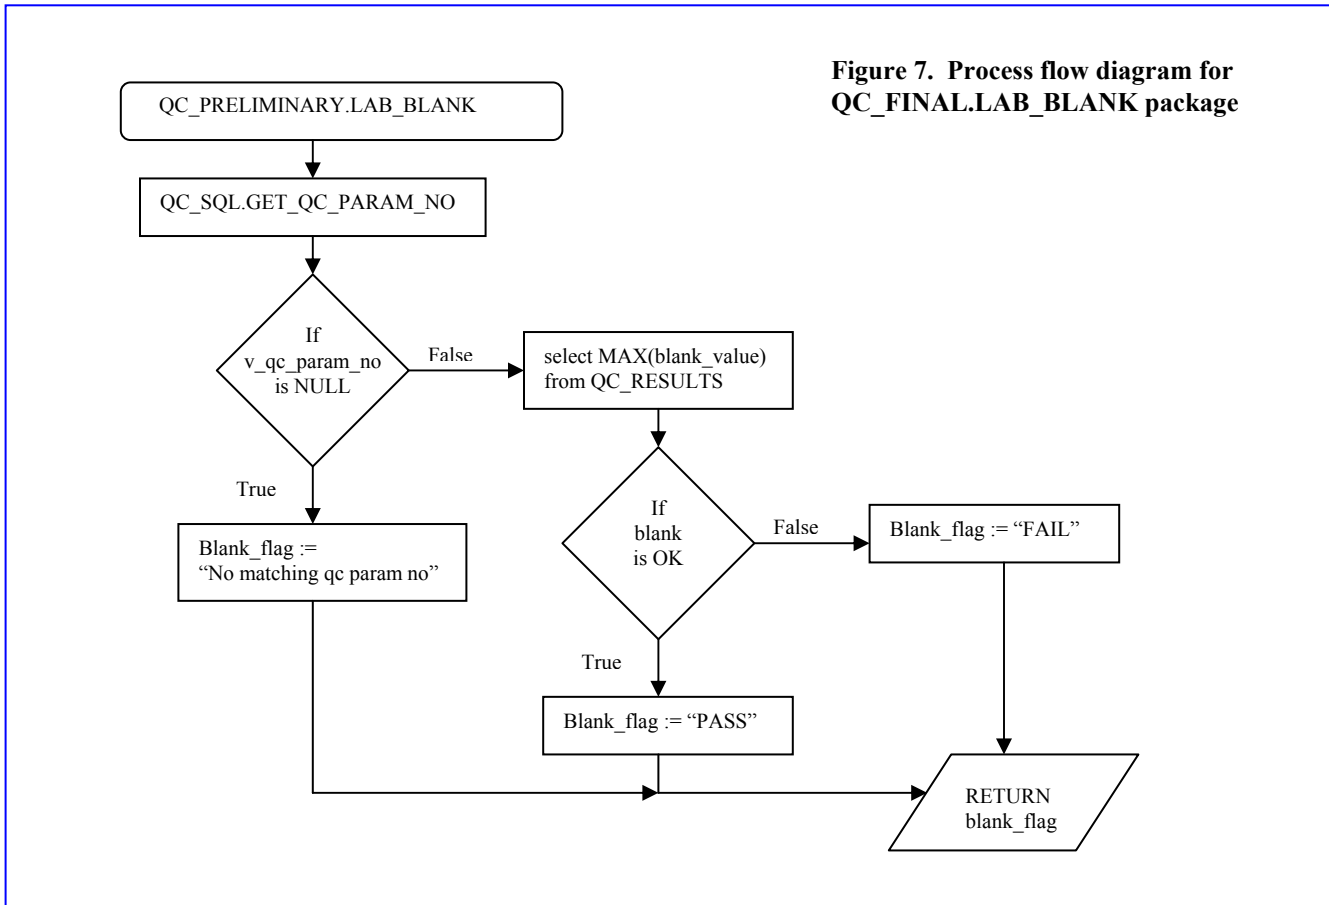 Figure 7. Process flow diagram for
QC_FINAL.LAB_BLANK package
QC_PRELIMINARY.LAB_BLANK
QC_SQL.GET_QC_PARAM_NO
If
v_qc_param_no
is NULL
False
select MAX(blank_value)
from QC_RESULTS
True
If
blank
is OK
False
Blank_flag := “FAIL”
Blank_flag :=
“No matching qc param no”
True
Blank_flag := “PASS”
RETURN
blank_flag